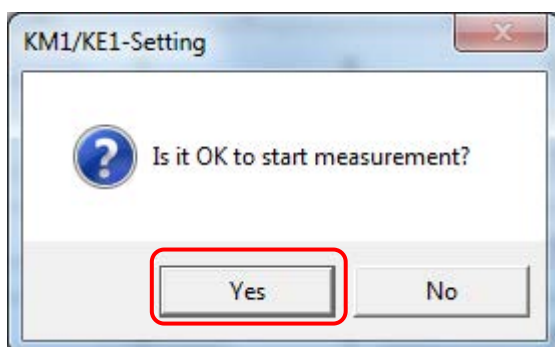 KM1/KE1-Setting
Is it OK to start measurement?
Yes No